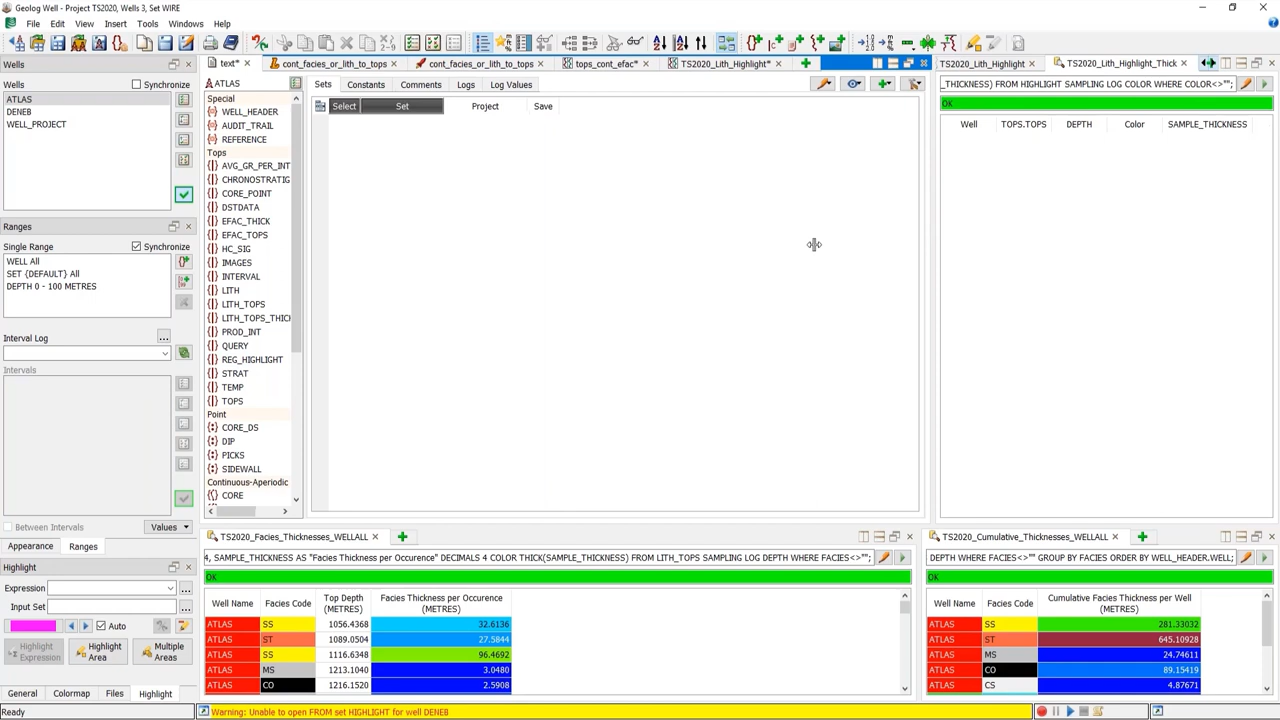 Geolog Well - Project TS2020, Wells 3, Set WIRE
File Edit View Insert Tools Windows Help
Wells
Wells Synchronize
ATLAS
DENEB
WELL_PROJECT
Ranges
Single Range Synchronize
WELL All
SET {DEFAULT} All
DEPTH 0 - 100 METRES
Interval Log ...
Intervals
Between Intervals Values
Appearance Ranges
Highlight
Expression ...
Input Set ...
Auto
Highlight Expression Highlight Area Multiple Areas
General Colormap Files Highlight
text* cont_facies_or_lith_to_tops cont_facies_or_lith_to_tops tops_cont_efac* TS2020_Lith_Highlight*
ATLAS
Special
WELL_HEADER
AUDIT_TRAIL
REFERENCE
Tops
AVG_GR_PER_INT
CHRONOSTRATIG
CORE_POINT
DSTDATA
EFAC_THICK
EFAC_TOPS
HC_SIG
IMAGES
INTERVAL
LITH
LITH_TOPS
LITH_TOPS_THIC
PROD_INT
QUERY
REG_HIGHLIGHT
STRAT
TEMP
TOPS
Point
CORE_DS
DIP
PICKS
SIDEWALL
Continuous-Aperiodic
CORE
Sets Constants Comments Logs Log Values
Select Set Project Save
TS2020_Lith_Highlight TS2020_Lith_Highlight_Thick
_THICKNESS) FROM HIGHLIGHT SAMPLING LOG COLOR WHERE COLOR<>"";
OK
Well TOPS.TOPS DEPTH Color SAMPLE_THICKNESS
TS2020_Facies_Thicknesses_WELLALL
4, SAMPLE_THICKNESS AS "Facies Thickness per Occurence" DECIMALS 4 COLOR THICK(SAMPLE_THICKNESS) FROM LITH_TOPS SAMPLING LOG DEPTH WHERE FACIES<>"";
OK
Well Name Facies Code Top Depth (METRES) Facies Thickness per Occurence (METRES)
ATLAS SS 1056.4368 32.6136
ATLAS ST 1089.0504 27.5844
ATLAS SS 1116.6348 96.4692
ATLAS MS 1213.1040 3.0480
ATLAS CO 1216.1520 2.5908
TS2020_Cumulative_Thicknesses_WELLALL
DEPTH WHERE FACIES<>"" GROUP BY FACIES ORDER BY WELL_HEADER.WELL;
OK
Well Name Facies Code Cumulative Facies Thickness per Well (METRES)
ATLAS SS 281.33032
ATLAS ST 645.10928
ATLAS MS 24.74611
ATLAS CO 89.15419
ATLAS CS 4.87671
Ready Warning: Unable to open FROM set HIGHLIGHT for well DENEB